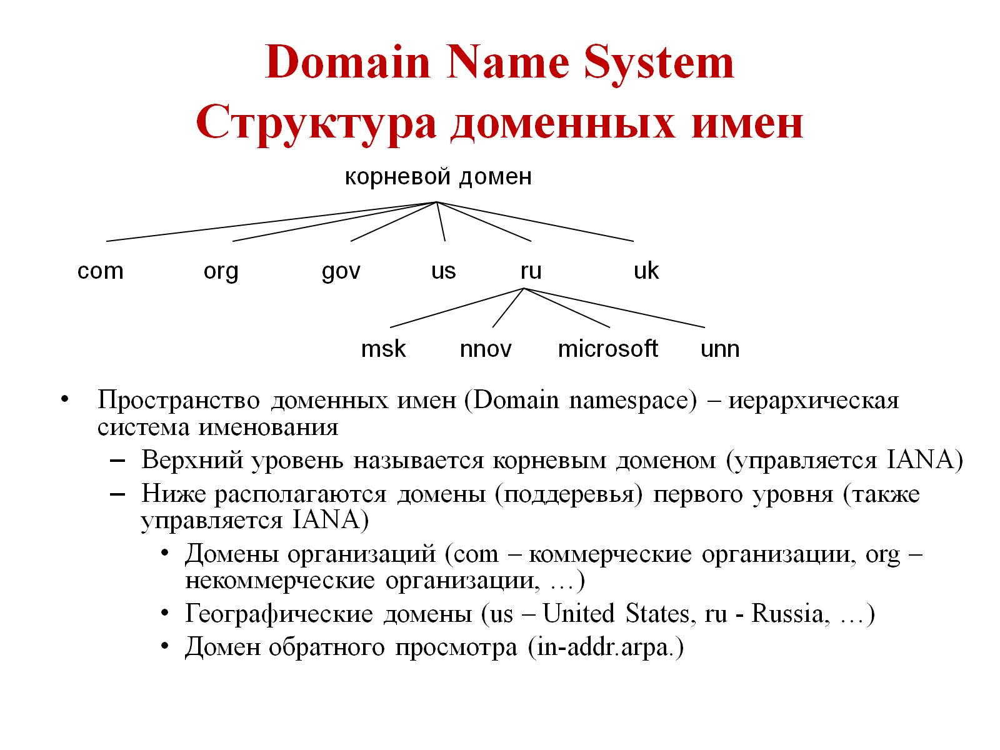 Domain Name System
Структура доменных имен
корневой домен
com org gov us ru uk
msk nnov microsoft unn
• Пространство доменных имен (Domain namespace) – иерархическая
система именования
– Верхний уровень называется корневым доменом (управляется IANA)
– Ниже располагаются домены (поддеревья) первого уровня (также
управляется IANA)
• Домены организаций (com – коммерческие организации, org –
некоммерческие организации, …)
• Географические домены (us – United States, ru - Russia, …)
• Домен обратного просмотра (in-addr.arpa.)